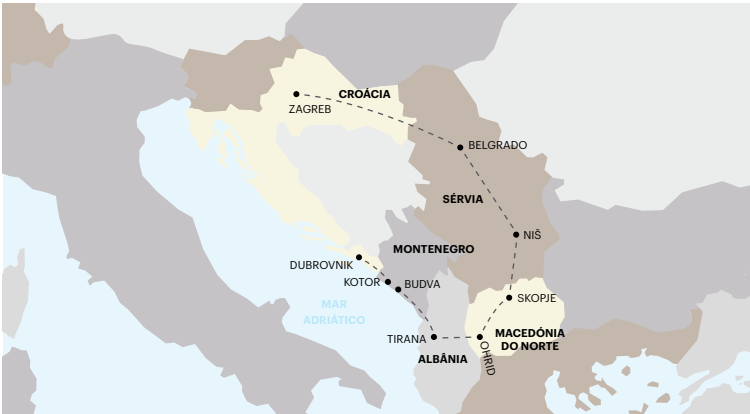 CROÁCIA
ZAGREB
BELGRADO
SÉRVIA
NIŠ
MONTENEGRO
DUBROVNIK
KOTOR
BUDVA
SKOPJE
MAR
ADRIÁTICO
MACEDÓNIA
DO NORTE
TIRANA
OHRID
ALBÂNIA